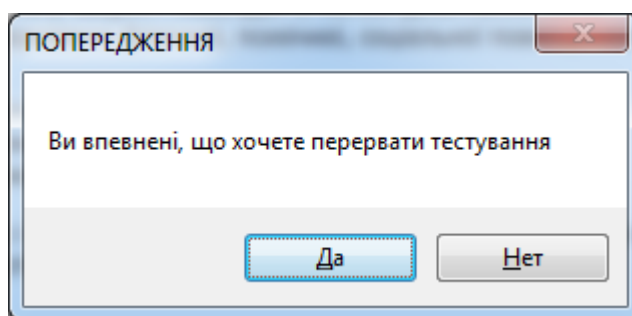 ПОПЕРЕДЖЕННЯ
Ви впевнені, що хочете перервати тестування
Да
Нет